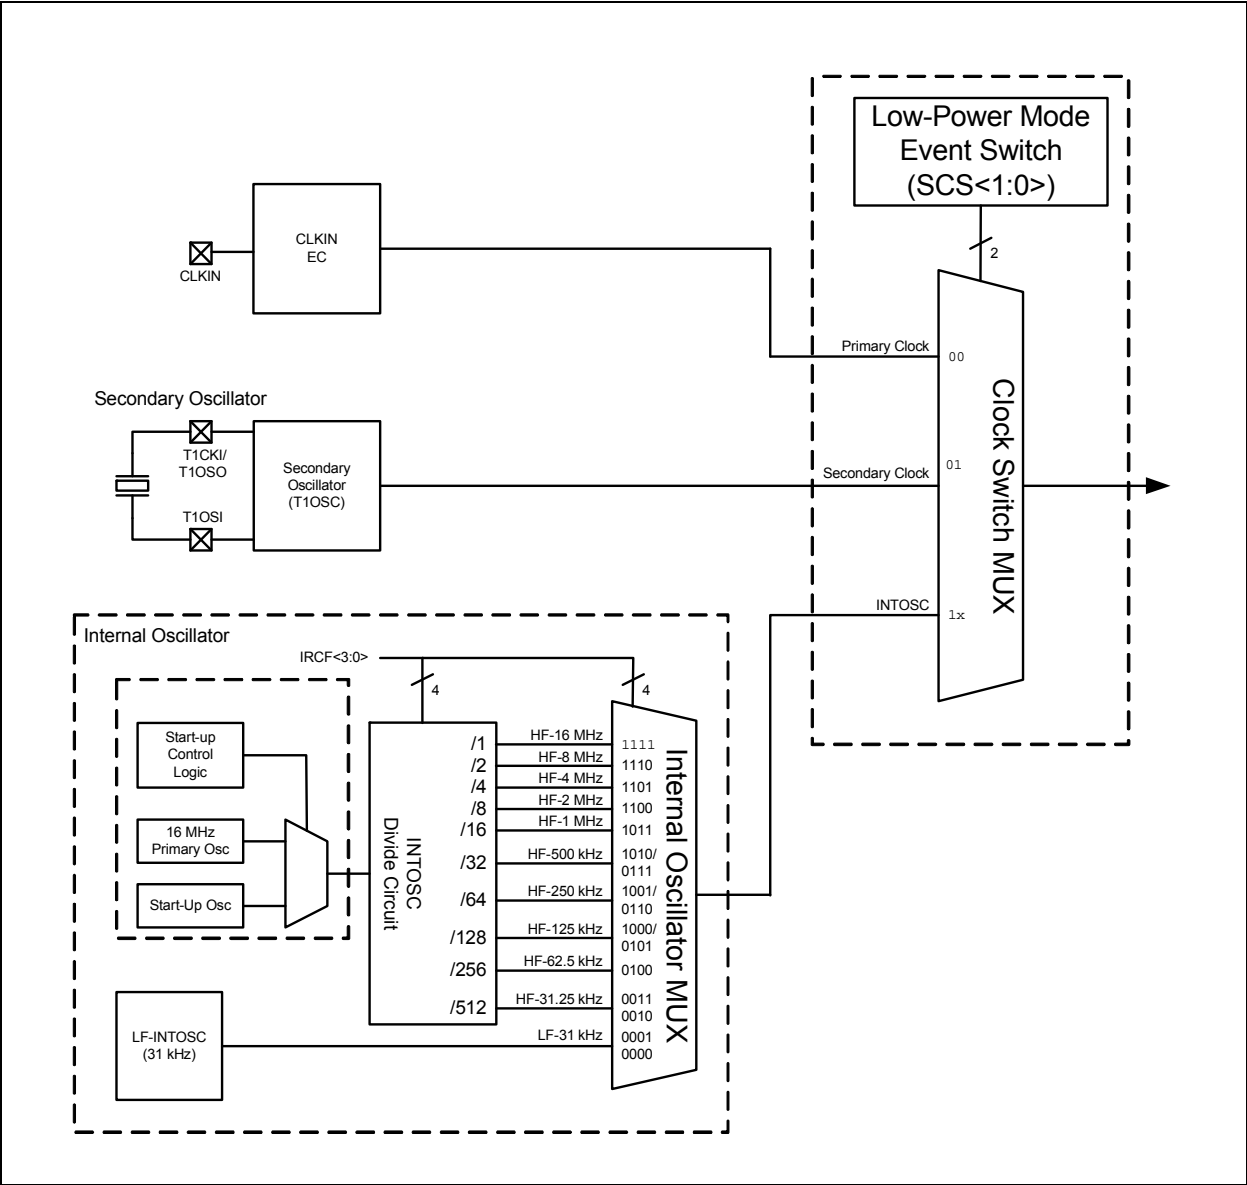 Low-Power Mode
Event Switch
(SCS<1:0>)
2
CLKIN
EC
CLKIN
Primary Clock
00
Secondary Oscillator
T1CKI/
T1OSO
T1OSI
Secondary
Oscillator
(T1OSC)
Secondary Clock
01
Clock Switch MUX
INTOSC
1x
Internal Oscillator
IRCF<3:0>
4
4
Start-up
Control
Logic
16 MHz
Primary Osc
Start-Up Osc
INTOSC
Divide Circuit
/1
HF-16 MHz
1111
/2
HF-8 MHz
1110
/4
HF-4 MHz
1101
/8
HF-2 MHz
1100
/16
HF-1 MHz
1011
/32
HF-500 kHz
1010/
0111
/64
HF-250 kHz
1001/
0110
/128
HF-125 kHz
1000/
0101
/256
HF-62.5 kHz
0100
/512
HF-31.25 kHz
0011
0010
LF-31 kHz
0001
0000
Internal Oscillator MUX
LF-INTOSC
(31 kHz)